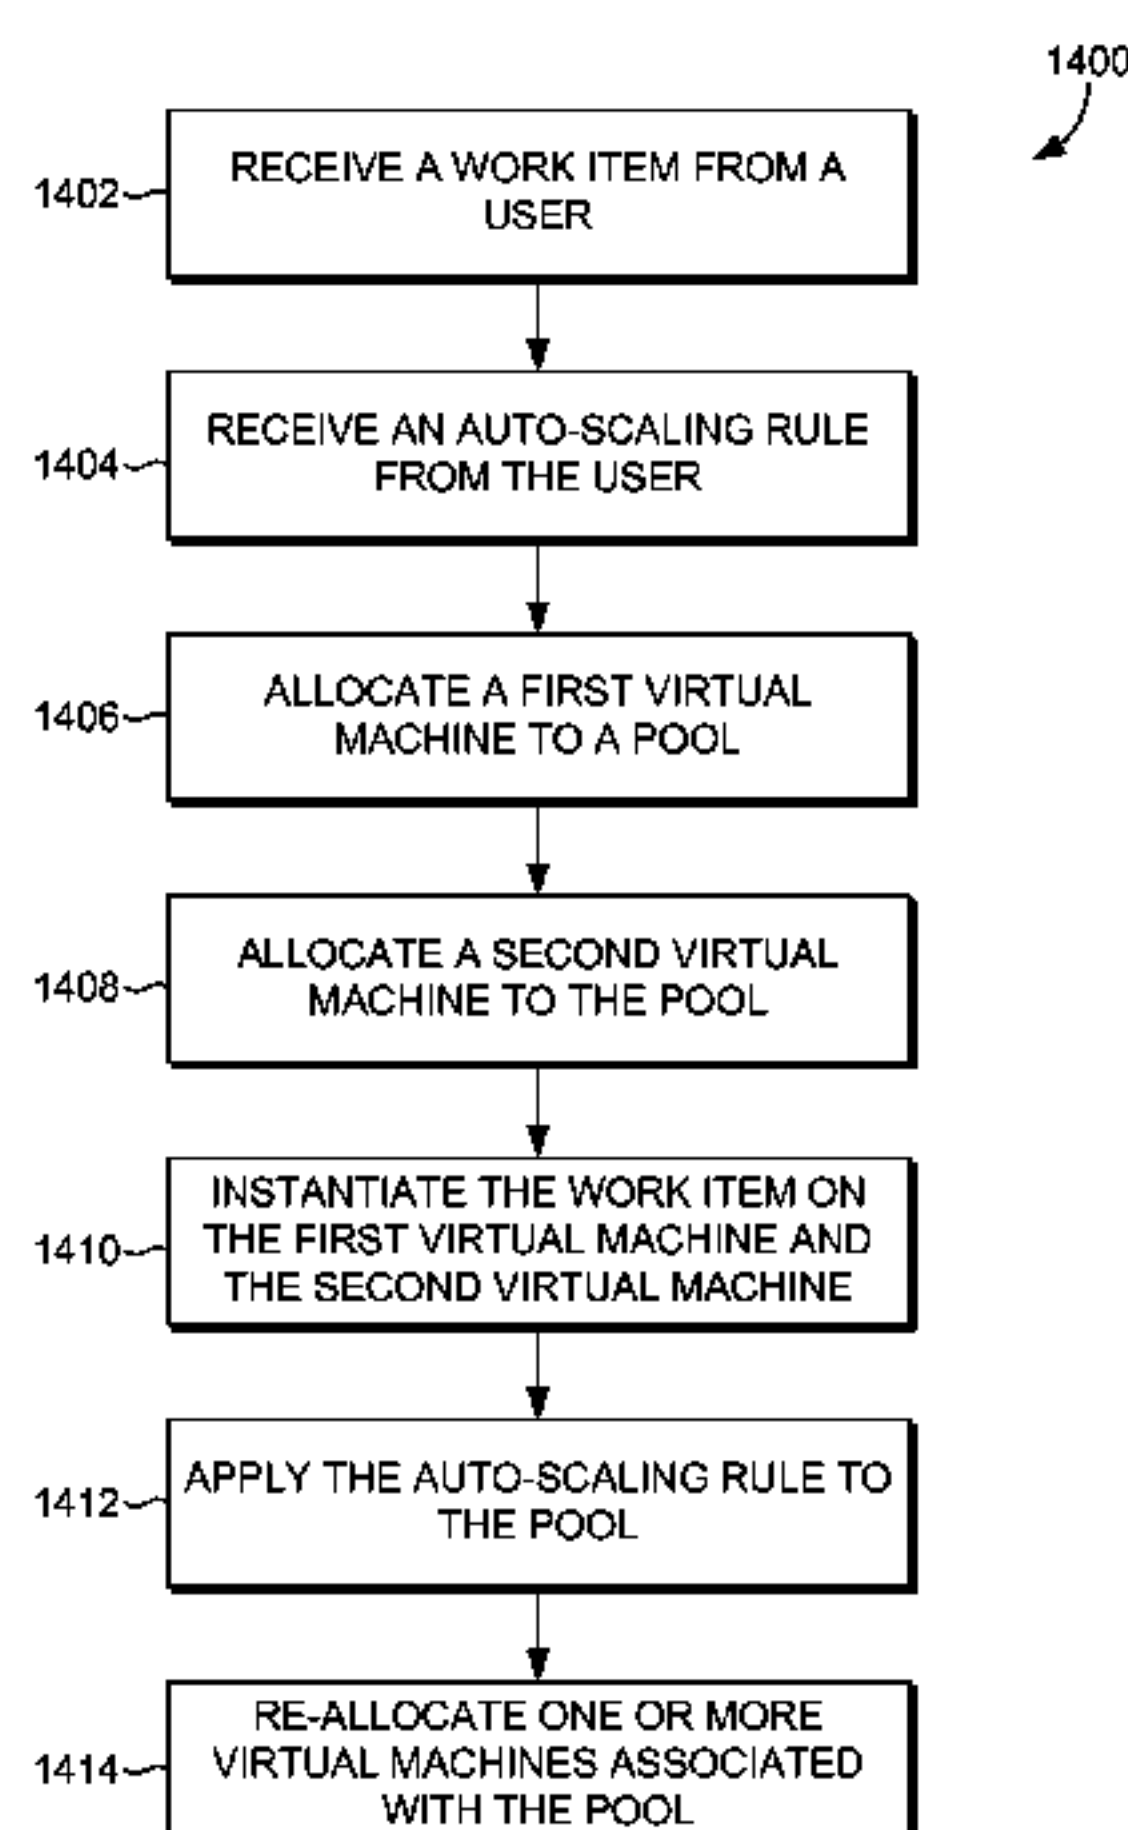 1400
RECEIVE A WORK ITEM FROM A
USER
1402
RECEIVE AN AUTO-SCALING RULE
FROM THE USER
1404
ALLOCATE A FIRST VIRTUAL
MACHINE TO A POOL
1406
ALLOCATE A SECOND VIRTUAL
MACHINE TO THE POOL
1408
INSTANTIATE THE WORK ITEM ON
THE FIRST VIRTUAL MACHINE AND
THE SECOND VIRTUAL MACHINE
1410
APPLY THE AUTO-SCALING RULE TO
THE POOL
1412
RE-ALLOCATE ONE OR MORE
VIRTUAL MACHINES ASSOCIATED
WITH THE POOL
1414